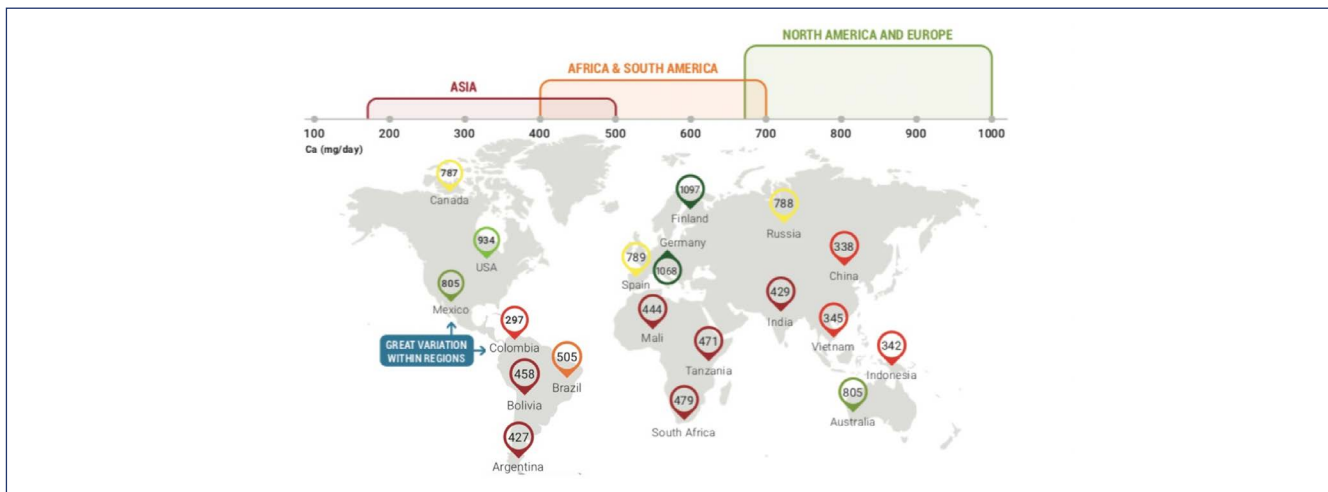 NORTH AMERICA AND EUROPE
AFRICA & SOUTH AMERICA
ASIA
100 200 300 400 500 600 700 800 900 1000
Ca (mg/day)
787
Canada
934
USA
805
Mexico
GREAT VARIATION
WITHIN REGIONS
297
Colombia
505
Brazil
458
Bolivia
427
Argentina
1097
Finland
Germany
1068
789
Spain
444
Mali
471
Tanzania
479
South Africa
788
Russia
338
China
429
India
345
Vietnam
342
Indonesia
805
Australia